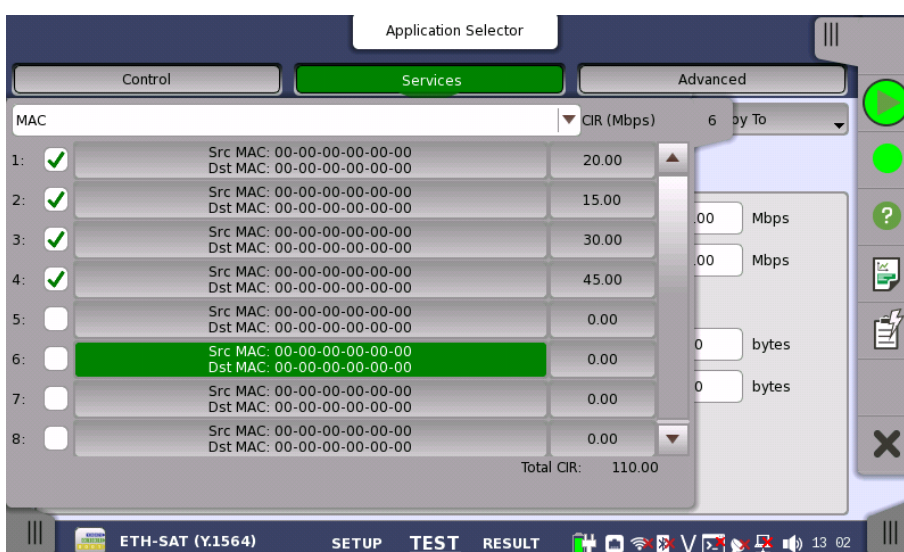 Application Selector
Control
Services
Advanced
MAC
CIR (Mbps)
6
by To
1:
Src MAC: 00-00-00-00-00-00
Dst MAC: 00-00-00-00-00-00
20.00
2:
Src MAC: 00-00-00-00-00-00
Dst MAC: 00-00-00-00-00-00
15.00
.00 Mbps
3:
Src MAC: 00-00-00-00-00-00
Dst MAC: 00-00-00-00-00-00
30.00
.00 Mbps
4:
Src MAC: 00-00-00-00-00-00
Dst MAC: 00-00-00-00-00-00
45.00
5:
Src MAC: 00-00-00-00-00-00
Dst MAC: 00-00-00-00-00-00
0.00
0 bytes
6:
Src MAC: 00-00-00-00-00-00
Dst MAC: 00-00-00-00-00-00
0.00
0 bytes
7:
Src MAC: 00-00-00-00-00-00
Dst MAC: 00-00-00-00-00-00
0.00
8:
Src MAC: 00-00-00-00-00-00
Dst MAC: 00-00-00-00-00-00
0.00
Total CIR: 110.00
ETH-SAT (Y.1564)
SETUP
TEST
RESULT
V
13 02